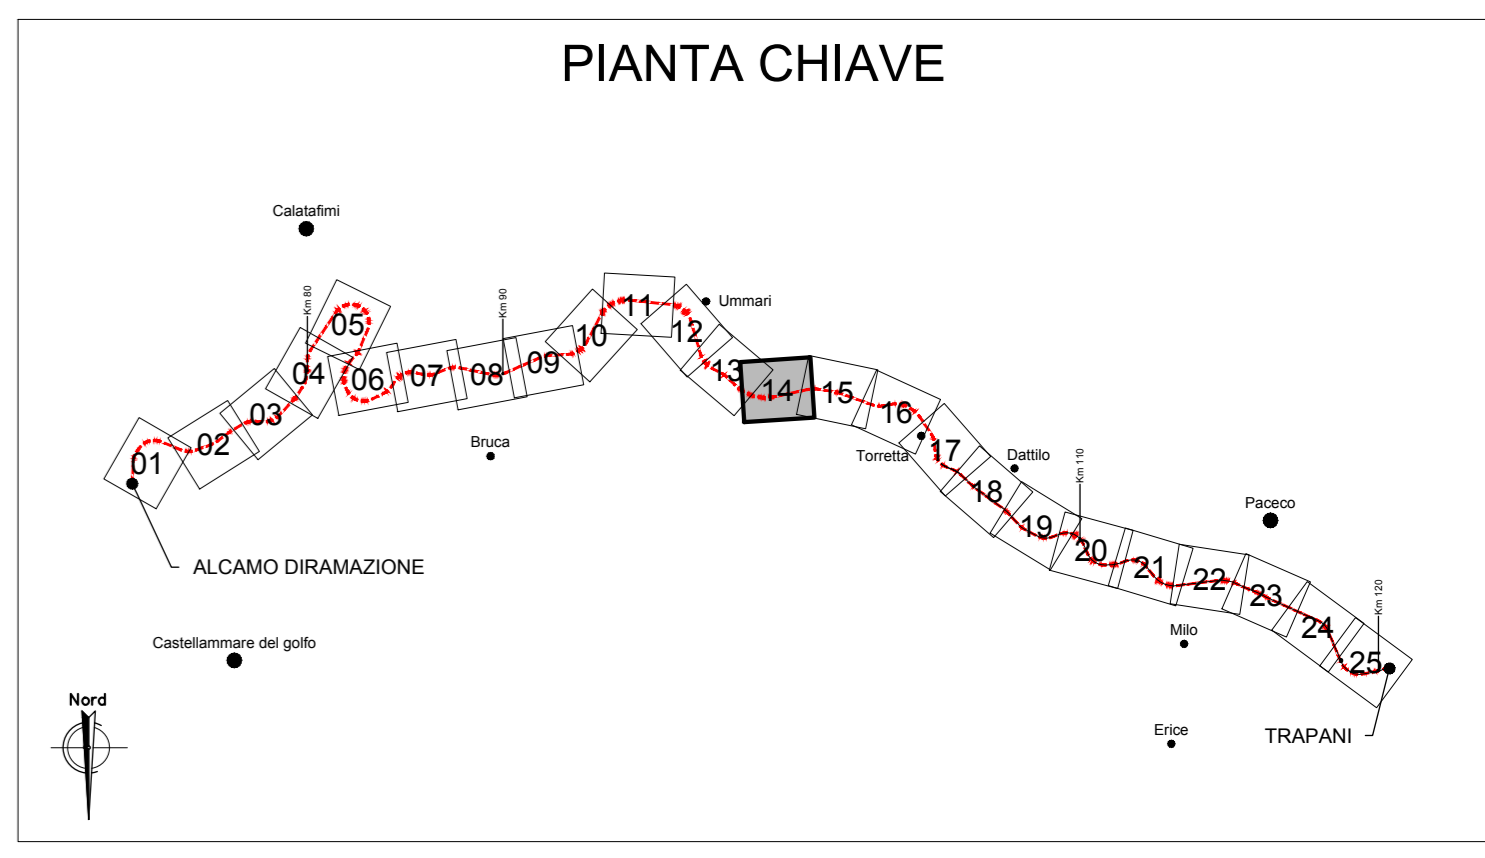 PIANTA CHIAVE
Calatafimi
Km 80
Km 90
Ummari
01
02
03
04
05
06
07
08
09
10
11
12
13
14
15
16
17
18
19
20
21
22
23
24
25
Bruca
Torretta
Dattilo
Km 110
Paceco
ALCAMO DIRAMAZIONE
Km 120
Milo
Castellammare del golfo
Nord
Erice
TRAPANI